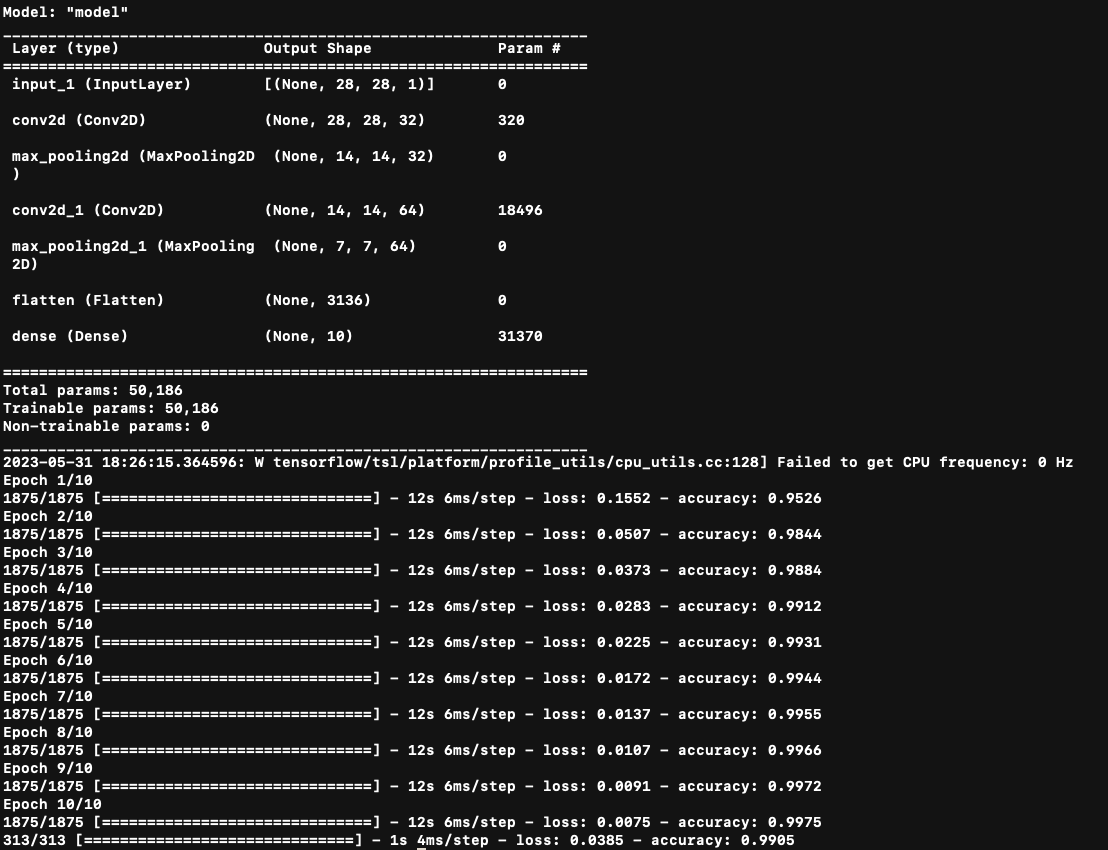 Model: "model"
_________________________________________________________________
 Layer (type)                Output Shape              Param #
=================================================================
 input_1 (InputLayer)        [(None, 28, 28, 1)]       0

 conv2d (Conv2D)             (None, 28, 28, 32)        320

 max_pooling2d (MaxPooling2D  (None, 14, 14, 32)       0
 )

 conv2d_1 (Conv2D)           (None, 14, 14, 64)        18496

 max_pooling2d_1 (MaxPooling  (None, 7, 7, 64)         0
 2D)

 flatten (Flatten)           (None, 3136)              0

 dense (Dense)               (None, 10)                31370

=================================================================
Total params: 50,186
Trainable params: 50,186
Non-trainable params: 0
_________________________________________________________________
2023-05-31 18:26:15.364596: W tensorflow/tsl/platform/profile_utils/cpu_utils.cc:128] Failed to get CPU frequency: 0 Hz
Epoch 1/10
1875/1875 [==============================] - 12s 6ms/step - loss: 0.1552 - accuracy: 0.9526
Epoch 2/10
1875/1875 [==============================] - 12s 6ms/step - loss: 0.0507 - accuracy: 0.9844
Epoch 3/10
1875/1875 [==============================] - 12s 6ms/step - loss: 0.0373 - accuracy: 0.9884
Epoch 4/10
1875/1875 [==============================] - 12s 6ms/step - loss: 0.0283 - accuracy: 0.9912
Epoch 5/10
1875/1875 [==============================] - 12s 6ms/step - loss: 0.0225 - accuracy: 0.9931
Epoch 6/10
1875/1875 [==============================] - 12s 6ms/step - loss: 0.0172 - accuracy: 0.9944
Epoch 7/10
1875/1875 [==============================] - 12s 6ms/step - loss: 0.0137 - accuracy: 0.9955
Epoch 8/10
1875/1875 [==============================] - 12s 6ms/step - loss: 0.0107 - accuracy: 0.9966
Epoch 9/10
1875/1875 [==============================] - 12s 6ms/step - loss: 0.0091 - accuracy: 0.9972
Epoch 10/10
1875/1875 [==============================] - 12s 6ms/step - loss: 0.0075 - accuracy: 0.9975
313/313 [==============================] - 1s 4ms/step - loss: 0.0385 - accuracy: 0.9905